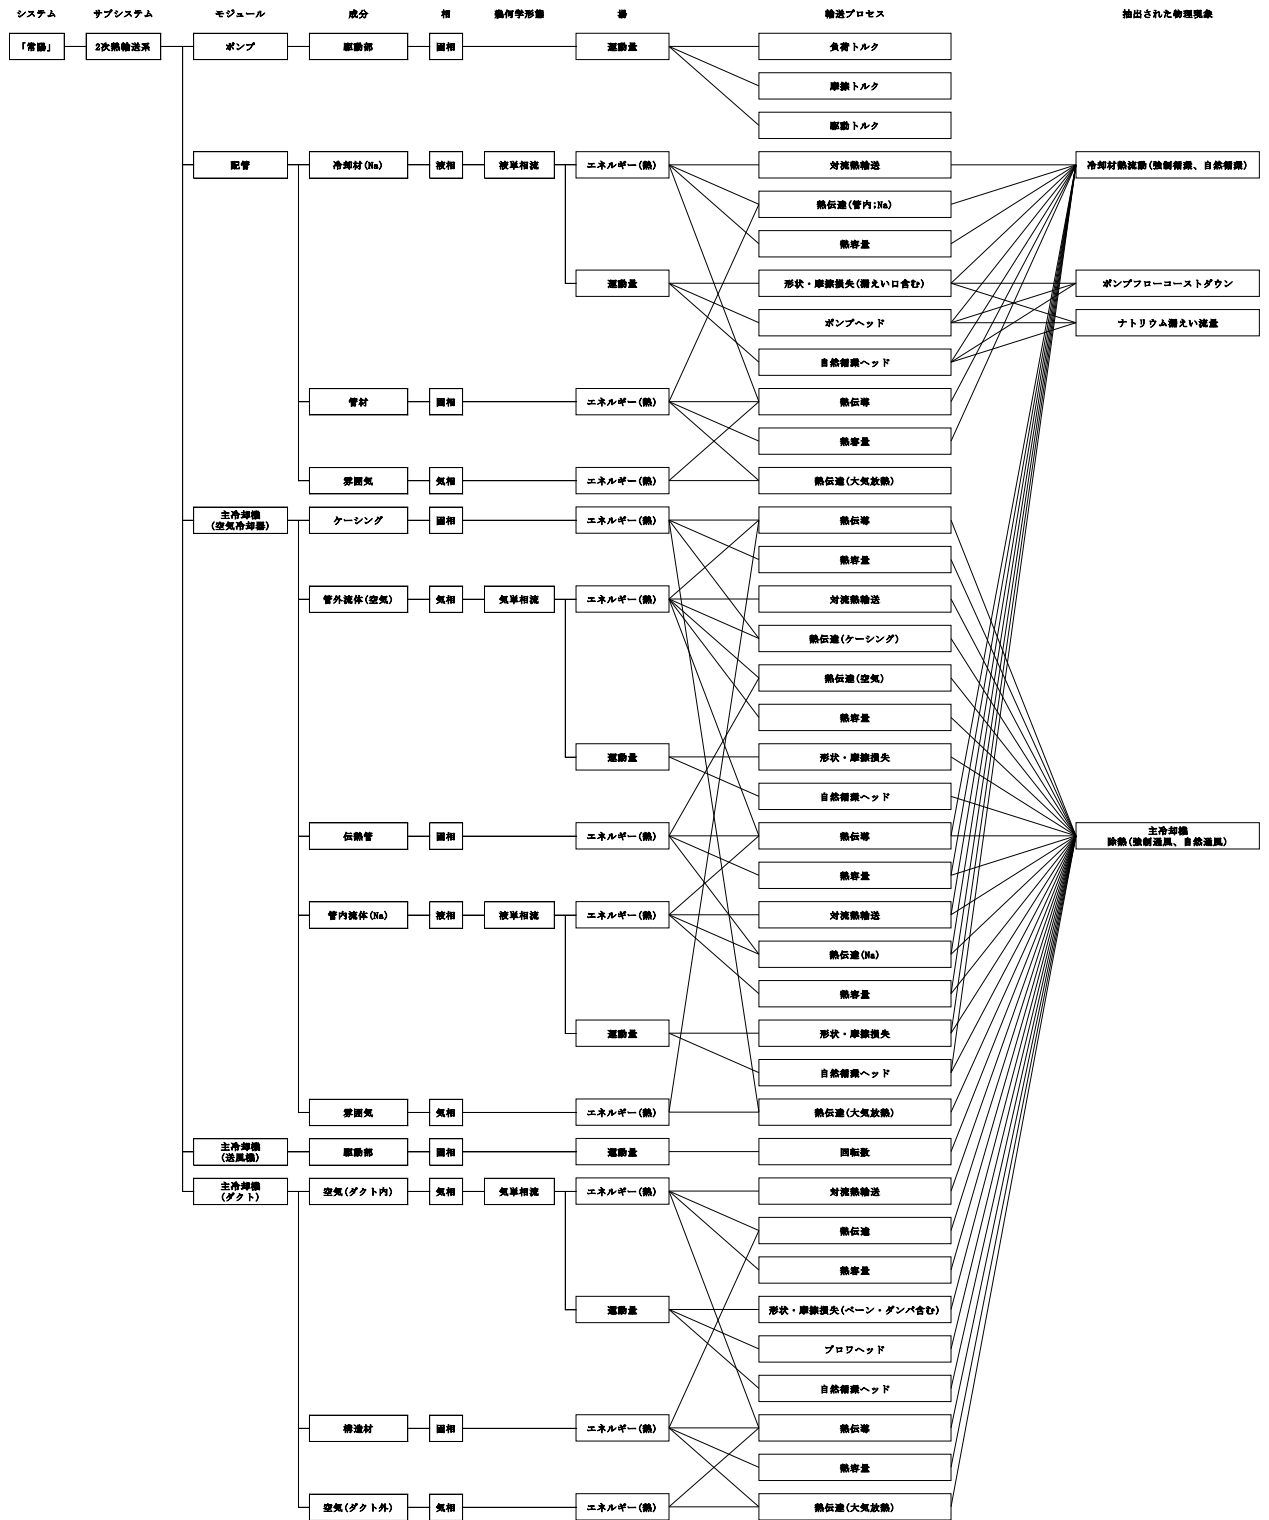 システム サブシステム モジュール 成分 相 幾何学形態 場 輸送プロセス 抽出された物理現象
「常陽」 2次熱輸送系 ポンプ 駆動部 固相 運動量 負荷トルク
摩擦トルク
駆動トルク
配管 冷却材(Na) 液相 液単相流 エネルギー(熱) 対流熱輸送 冷却材熱流動(強制循環、自然循環)
熱伝達(管内;Na)
熱容量
運動量 形状・摩擦損失(漏えい口含む) ポンプフローコーストダウン
ポンプヘッド ナトリウム漏えい流量
自然循環ヘッド
管材 固相 エネルギー(熱) 熱伝導
熱容量
雰囲気 気相 エネルギー(熱) 熱伝達(大気放熱)
主冷却機
(空気冷却器) ケーシング 固相 エネルギー(熱) 熱伝導
熱容量
管外流体(空気) 気相 気単相流 エネルギー(熱) 対流熱輸送
熱伝達(ケーシング)
熱伝達(空気)
熱容量
運動量 形状・摩擦損失
自然循環ヘッド
伝熱管 固相 エネルギー(熱) 熱伝導 主冷却機
除熱(強制通風、自然通風)
熱容量
管内流体(Na) 液相 液単相流 エネルギー(熱) 対流熱輸送
熱伝達(Na)
熱容量
運動量 形状・摩擦損失
自然循環ヘッド
雰囲気 気相 エネルギー(熱) 熱伝達(大気放熱)
主冷却機
(送風機) 駆動部 固相 運動量 回転数
主冷却機
(ダクト) 空気(ダクト内) 気相 気単相流 エネルギー(熱) 対流熱輸送
熱伝達
熱容量
運動量 形状・摩擦損失(ベーン・ダンパ含む)
ブロワヘッド
自然循環ヘッド
構造材 固相 エネルギー(熱) 熱伝導
熱容量
空気(ダクト外) 気相 エネルギー(熱) 熱伝達(大気放熱)